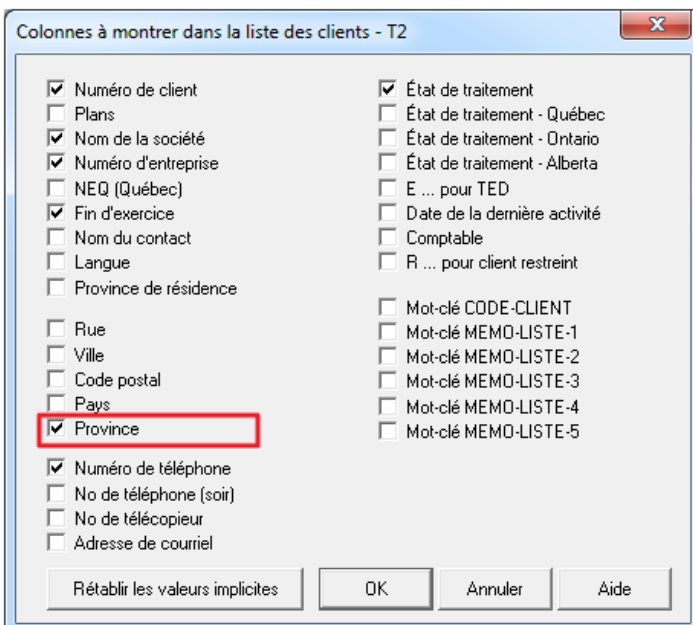 Colonnes à montrer dans la liste des clients - T2
Numéro de client
Plans
Nom de la société
Numéro d'entreprise
NEQ (Québec)
Fin d'exercice
Nom du contact
Langue
Province de résidence
Rue
Ville
Code postal
Pays
Province
Numéro de téléphone
No de téléphone (soir)
No de télécopieur
Adresse de courriel
État de traitement
État de traitement - Québec
État de traitement - Ontario
État de traitement - Alberta
E ... pour TED
Date de la dernière activité
Comptable
R ... pour client restreint
Mot-clé CODE-CLIENT
Mot-clé MEMO-LISTE-1
Mot-clé MEMO-LISTE-2
Mot-clé MEMO-LISTE-3
Mot-clé MEMO-LISTE-4
Mot-clé MEMO-LISTE-5
Rétablir les valeurs implicites OK Annuler Aide